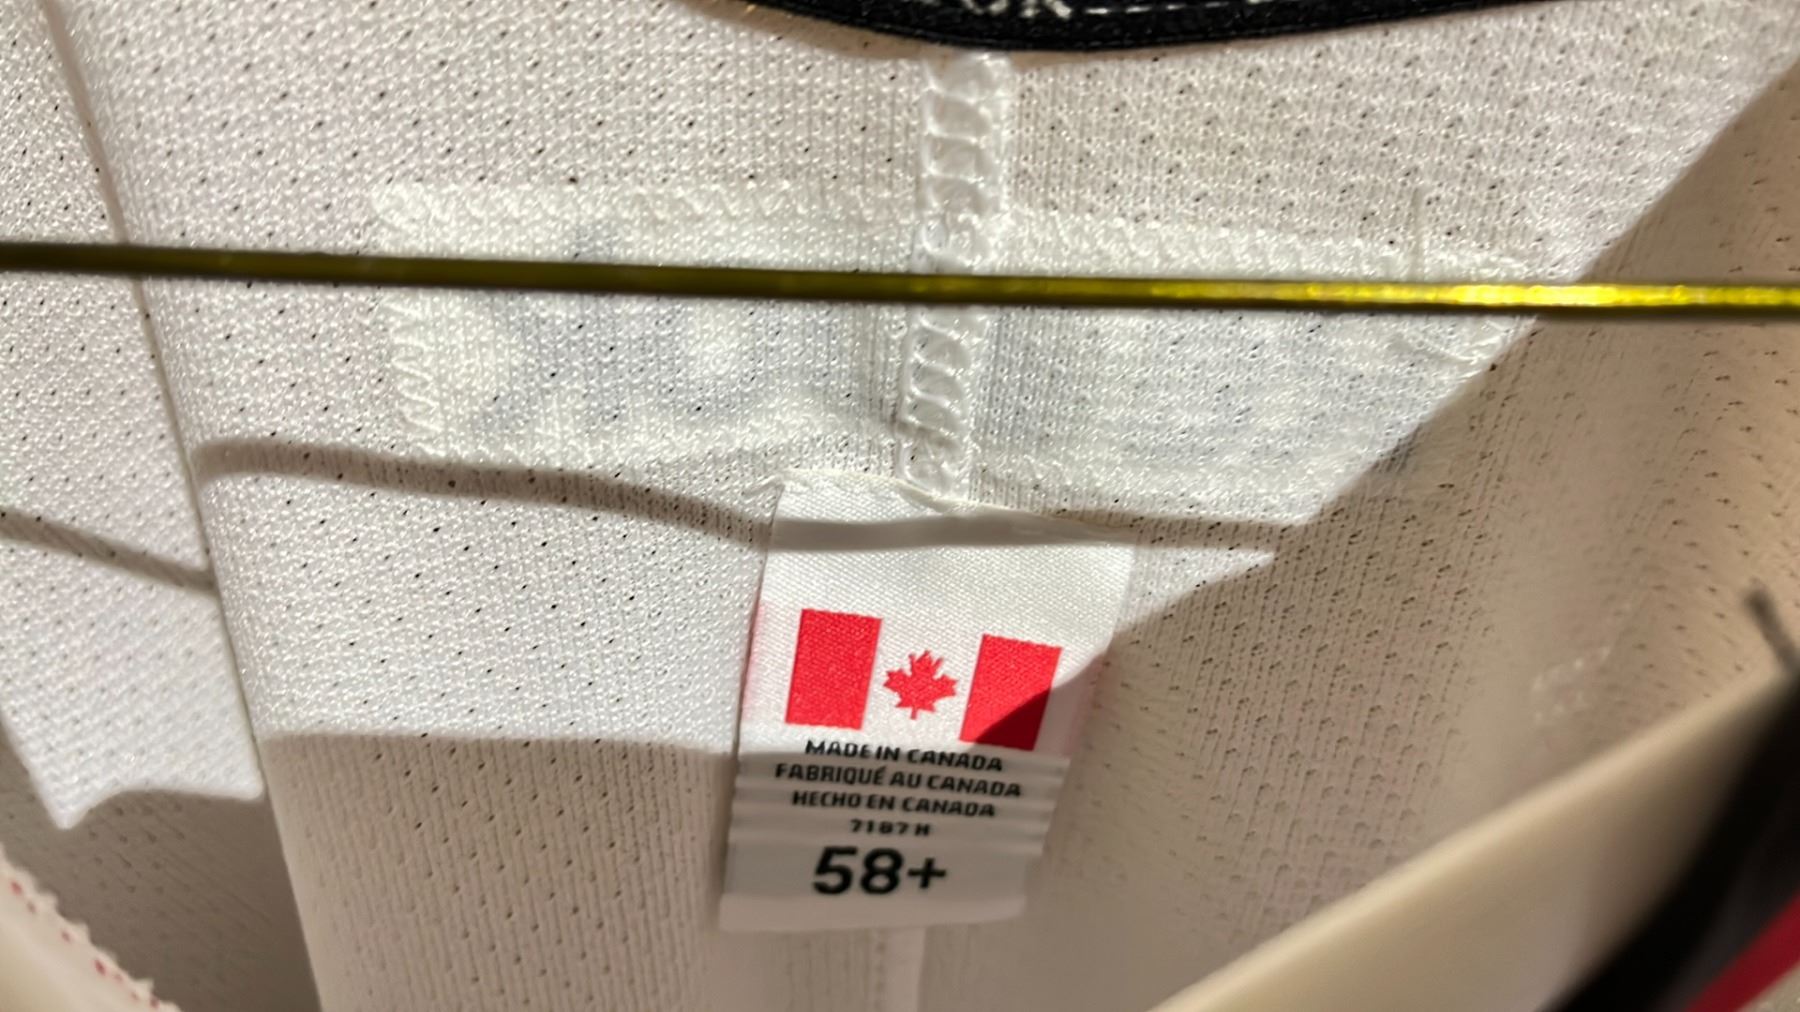 MADE IN CANADA
FABRIQUÉ AU CANADA
HECHO EN CANADA
7187 H
58+